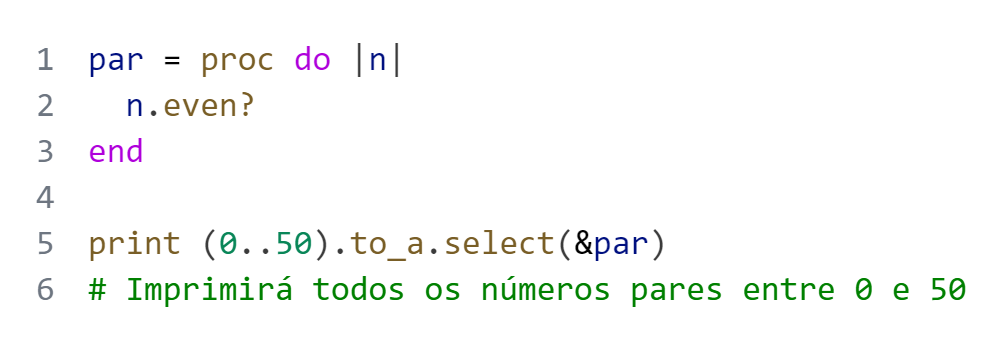 1 par = proc do |n|
2   n.even?
3 end
4
5 print (0..50).to_a.select(&par)
6 # Imprimirá todos os números pares entre 0 e 50